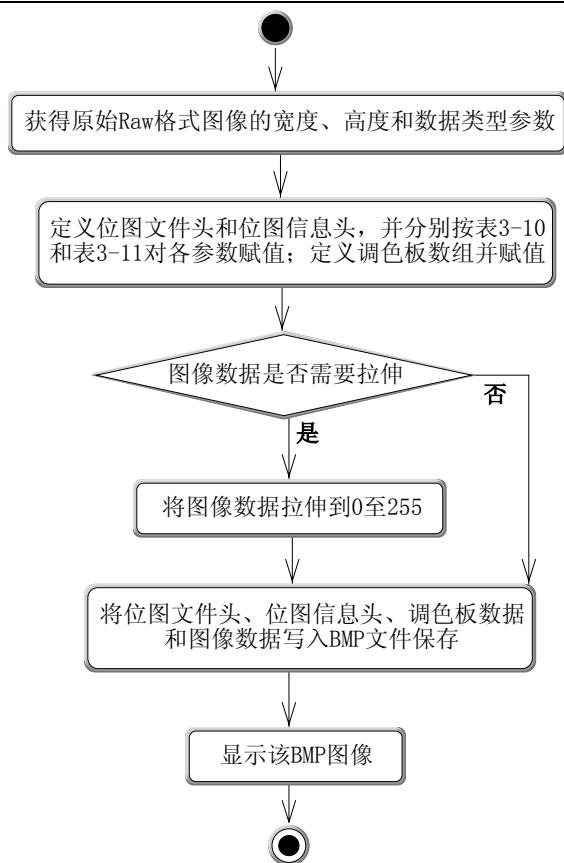 获得原始Raw格式图像的宽度、高度和数据类型参数
定义位图文件头和位图信息头，并分别按表3-10
和表3-11对各参数赋值；定义调色板数组并赋值
图像数据是否需要拉伸
否
是
将图像数据拉伸到0至255
将位图文件头、位图信息头、调色板数据
和图像数据写入BMP文件保存
显示该BMP图像